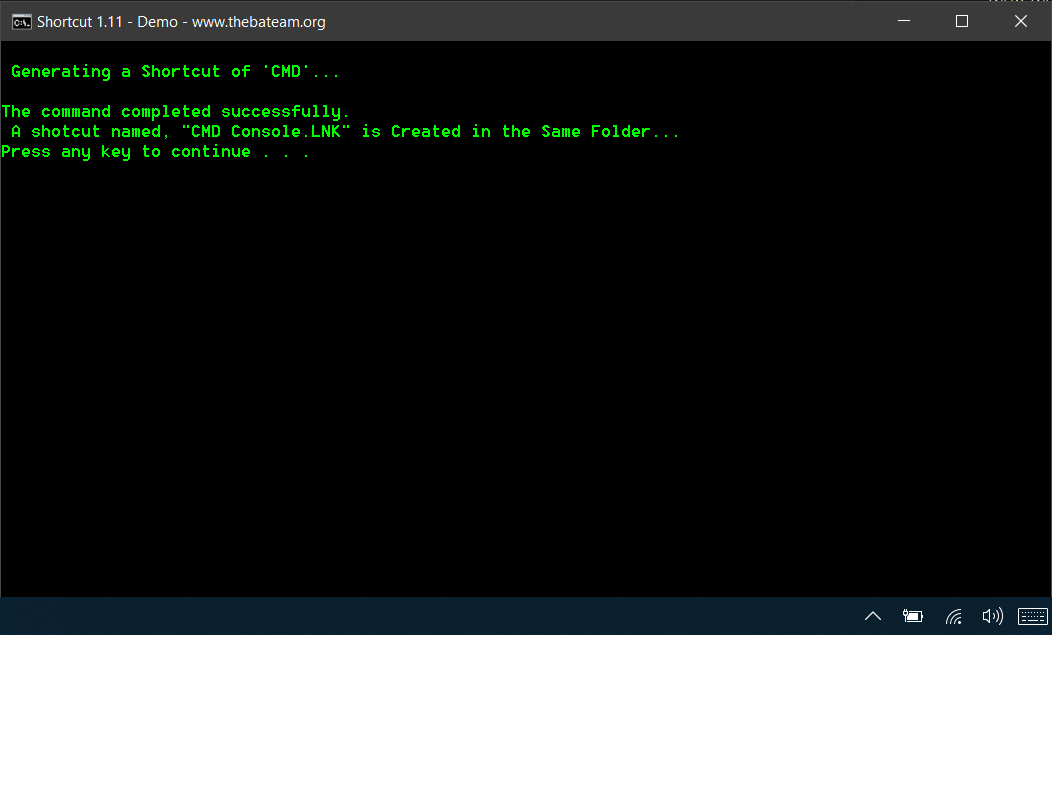 Shortcut 1.11 - Demo - www.thebateam.org
Generating a Shortcut of 'CMD'...
The command completed successfully.
A shotcut named, "CMD Console.LNK" is Created in the Same Folder...
Press any key to continue . . .